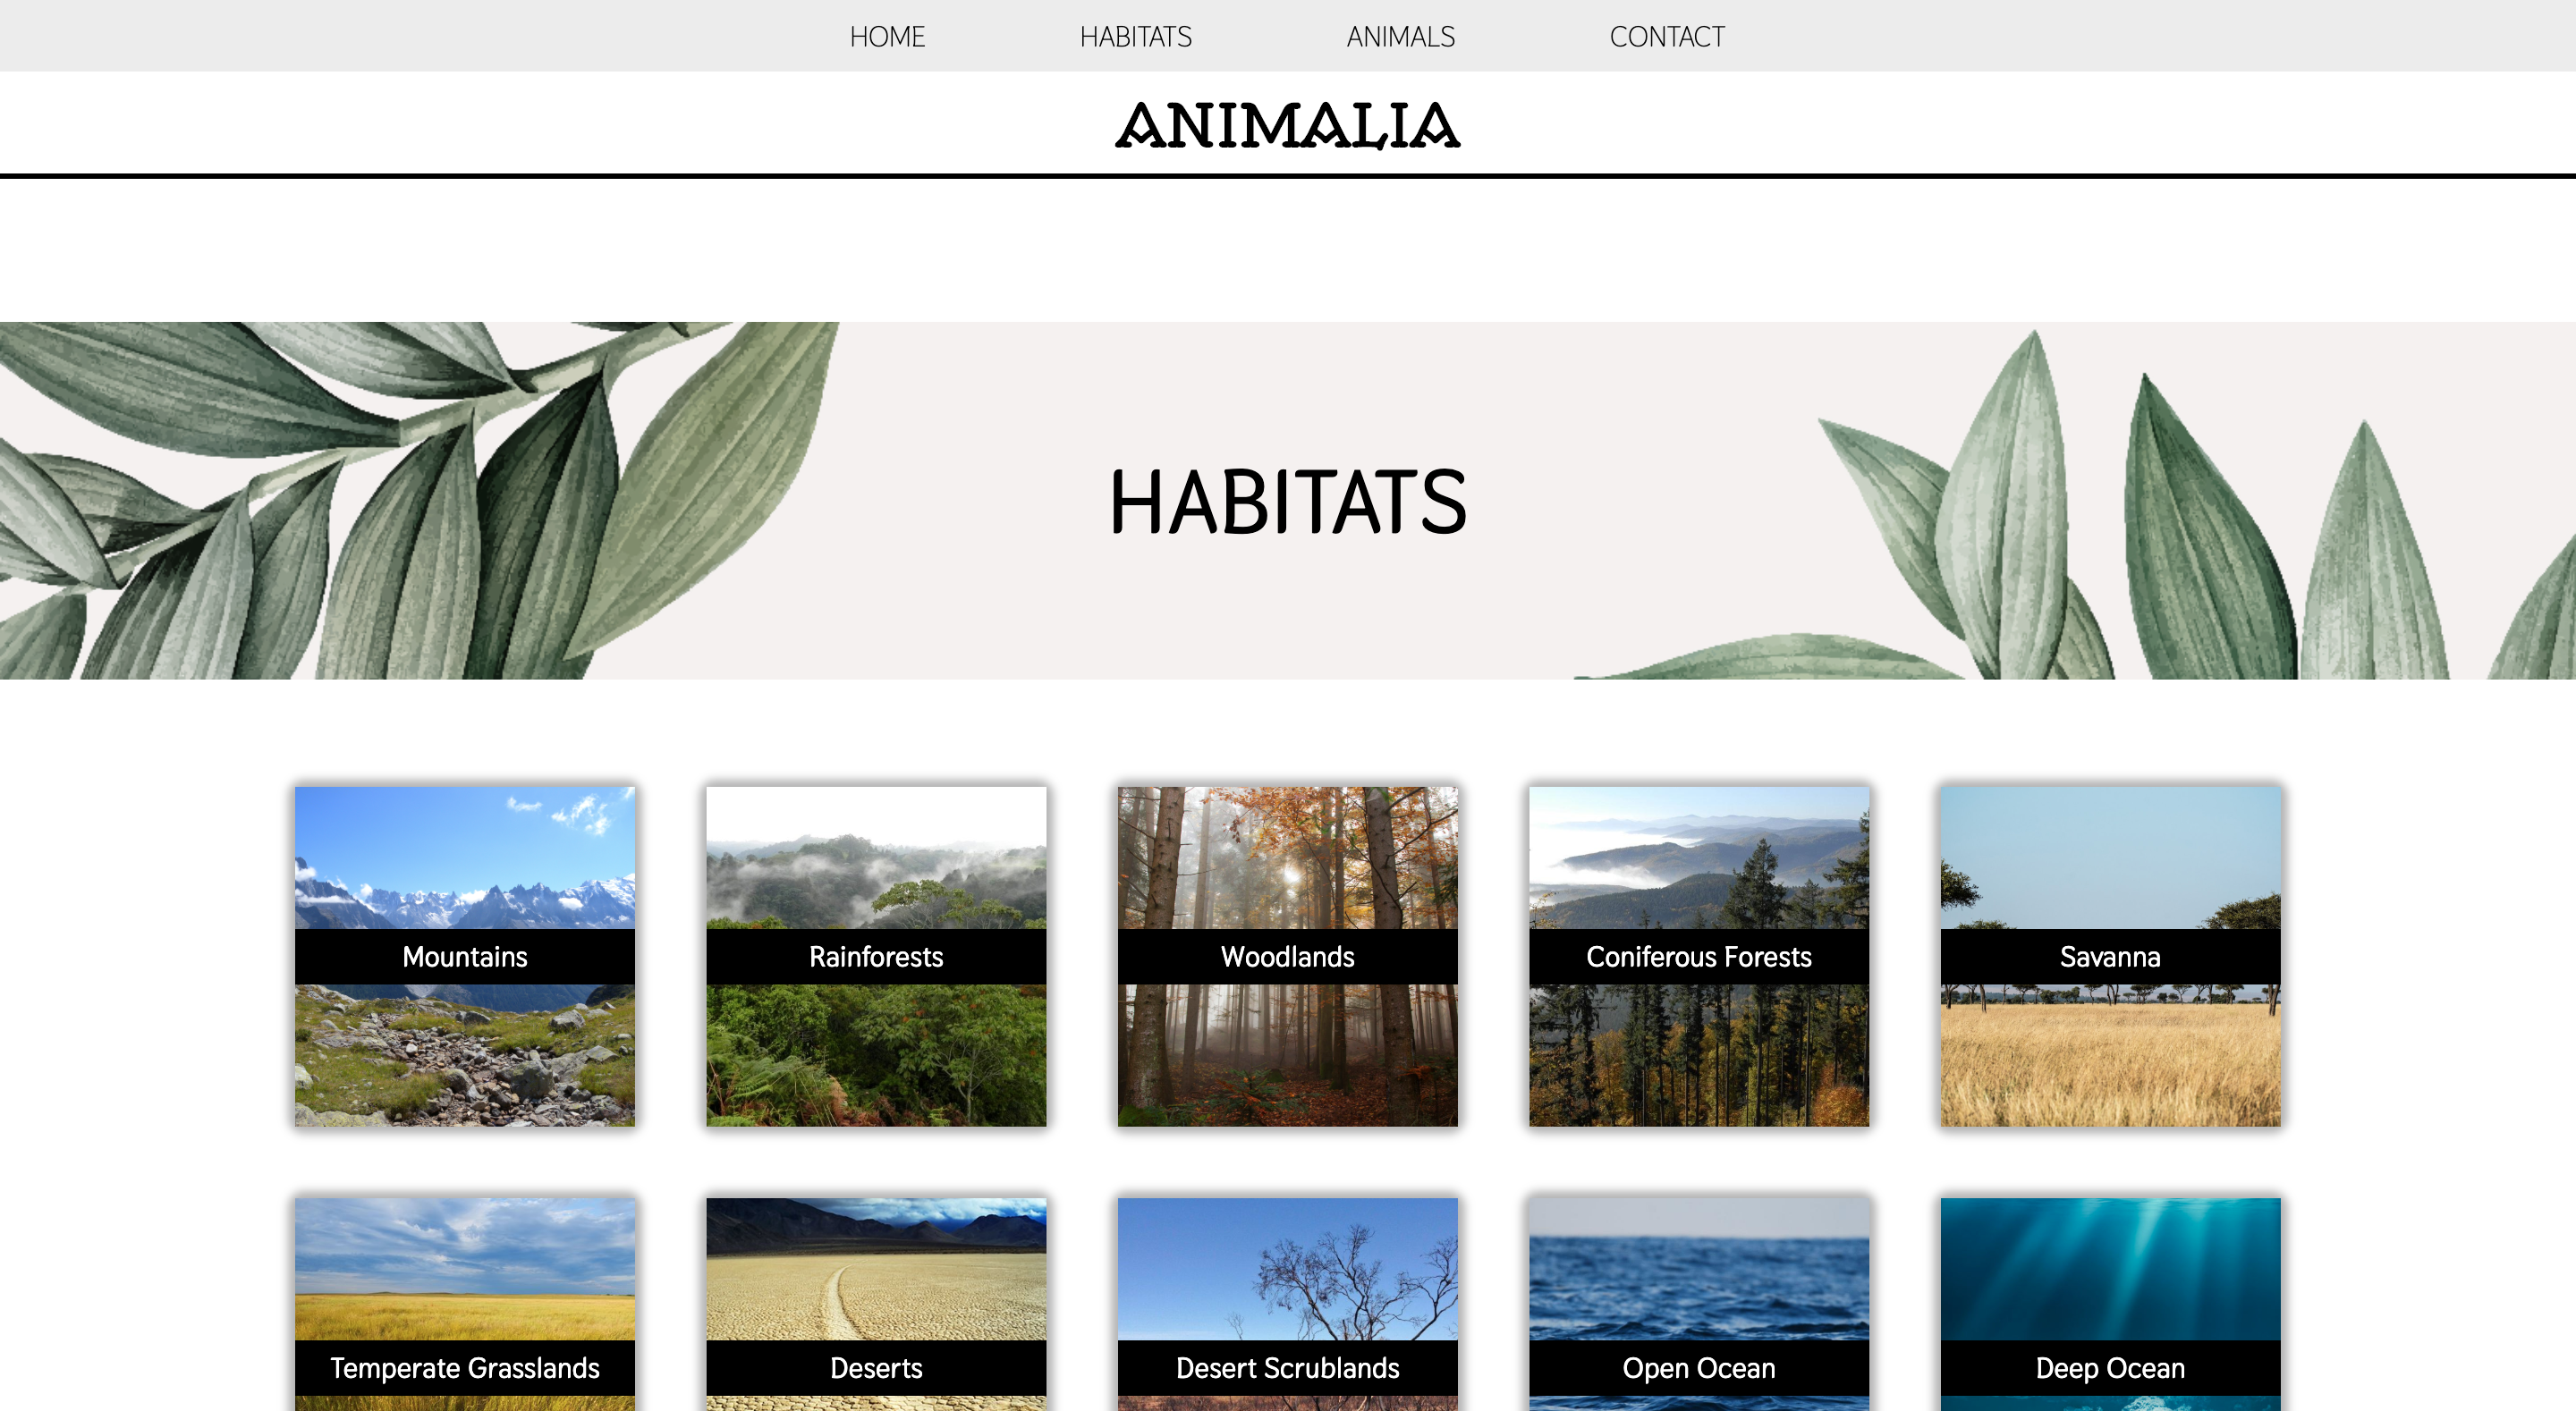 HOME HABITATS ANIMALS CONTACT
ANIMALIA
HABITATS
Mountains Rainforests Woodlands Coniferous Forests Savanna
Temperate Grasslands Deserts Desert Scrublands Open Ocean Deep Ocean